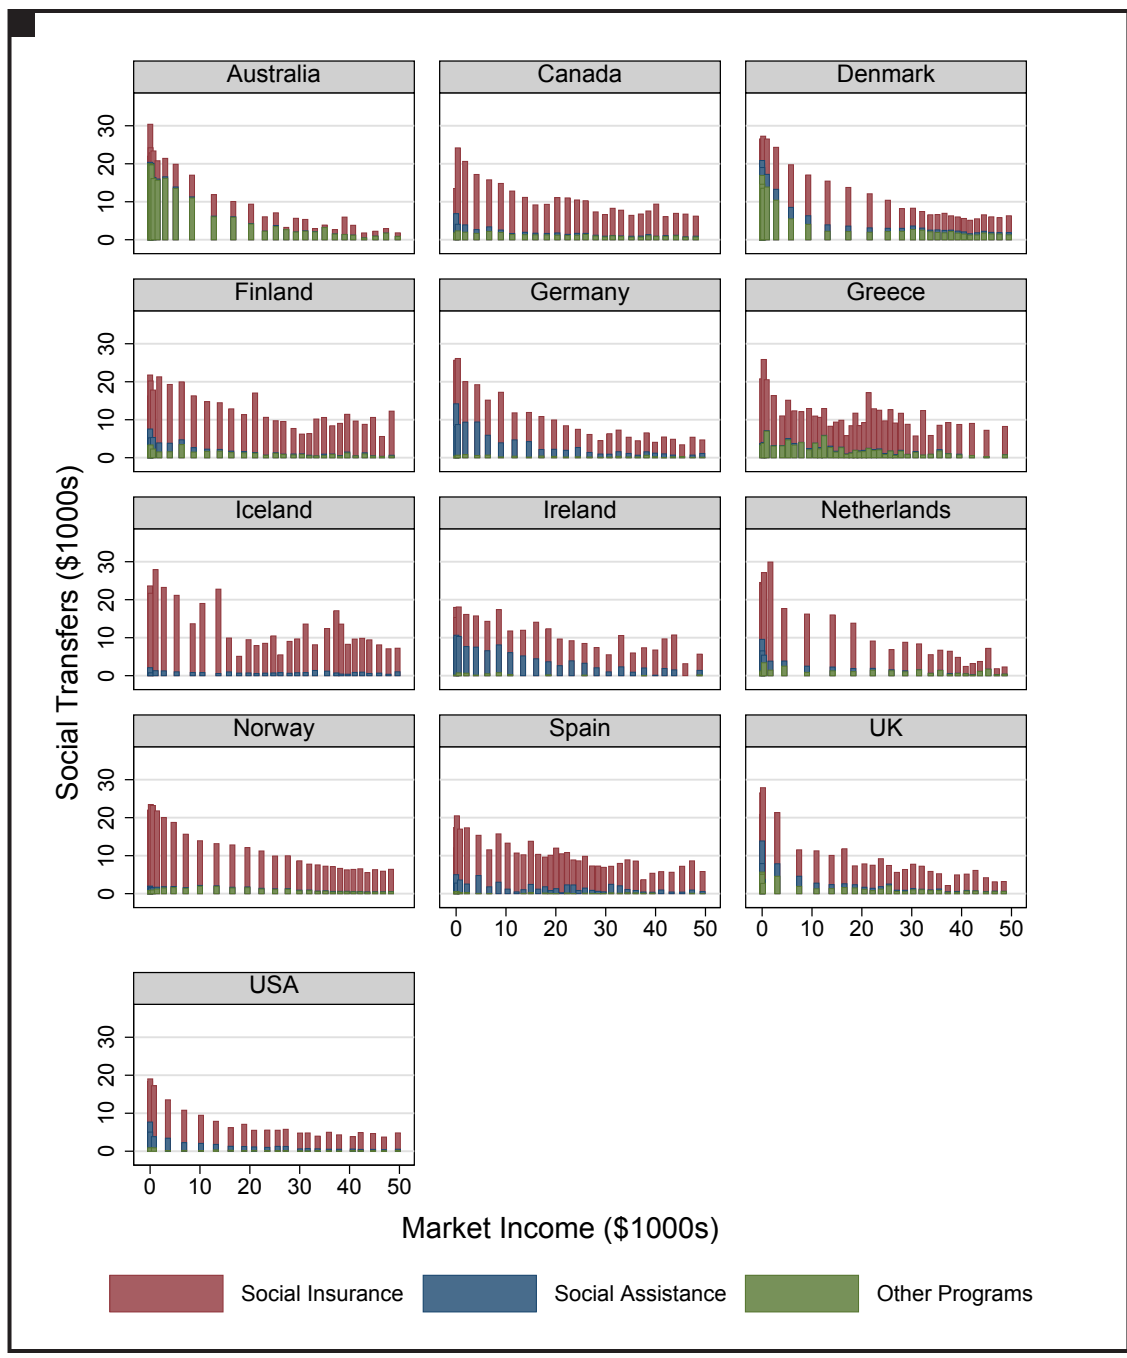 Australia
Canada
Denmark
0 10 20 30
Finland
Germany
Greece
0 10 20 30
Iceland
Ireland
Netherlands
0 10 20 30
Norway
Spain
UK
0 10 20 30
0 10 20 30 40 50
0 10 20 30 40 50
USA
0 10 20 30
0 10 20 30 40 50
Social Transfers ($1000s)
Market Income ($1000s)
Social Insurance
Social Assistance
Other Programs